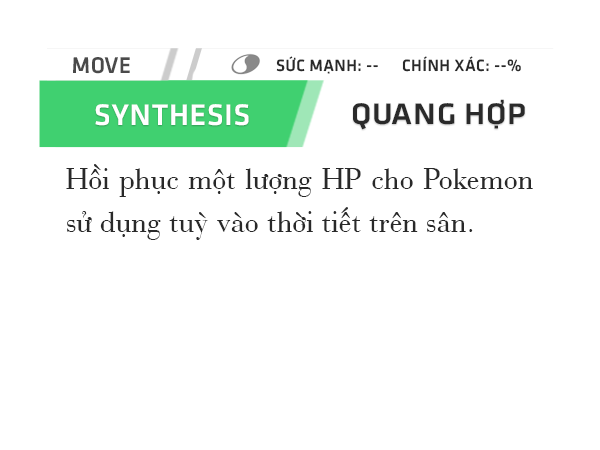 MOVE SỨC MẠNH: -- CHÍNH XÁC: --%
SYNTHESIS QUANG HỢP
Hồi phục một lượng HP cho Pokemon
sử dụng tuỳ vào thời tiết trên sân.